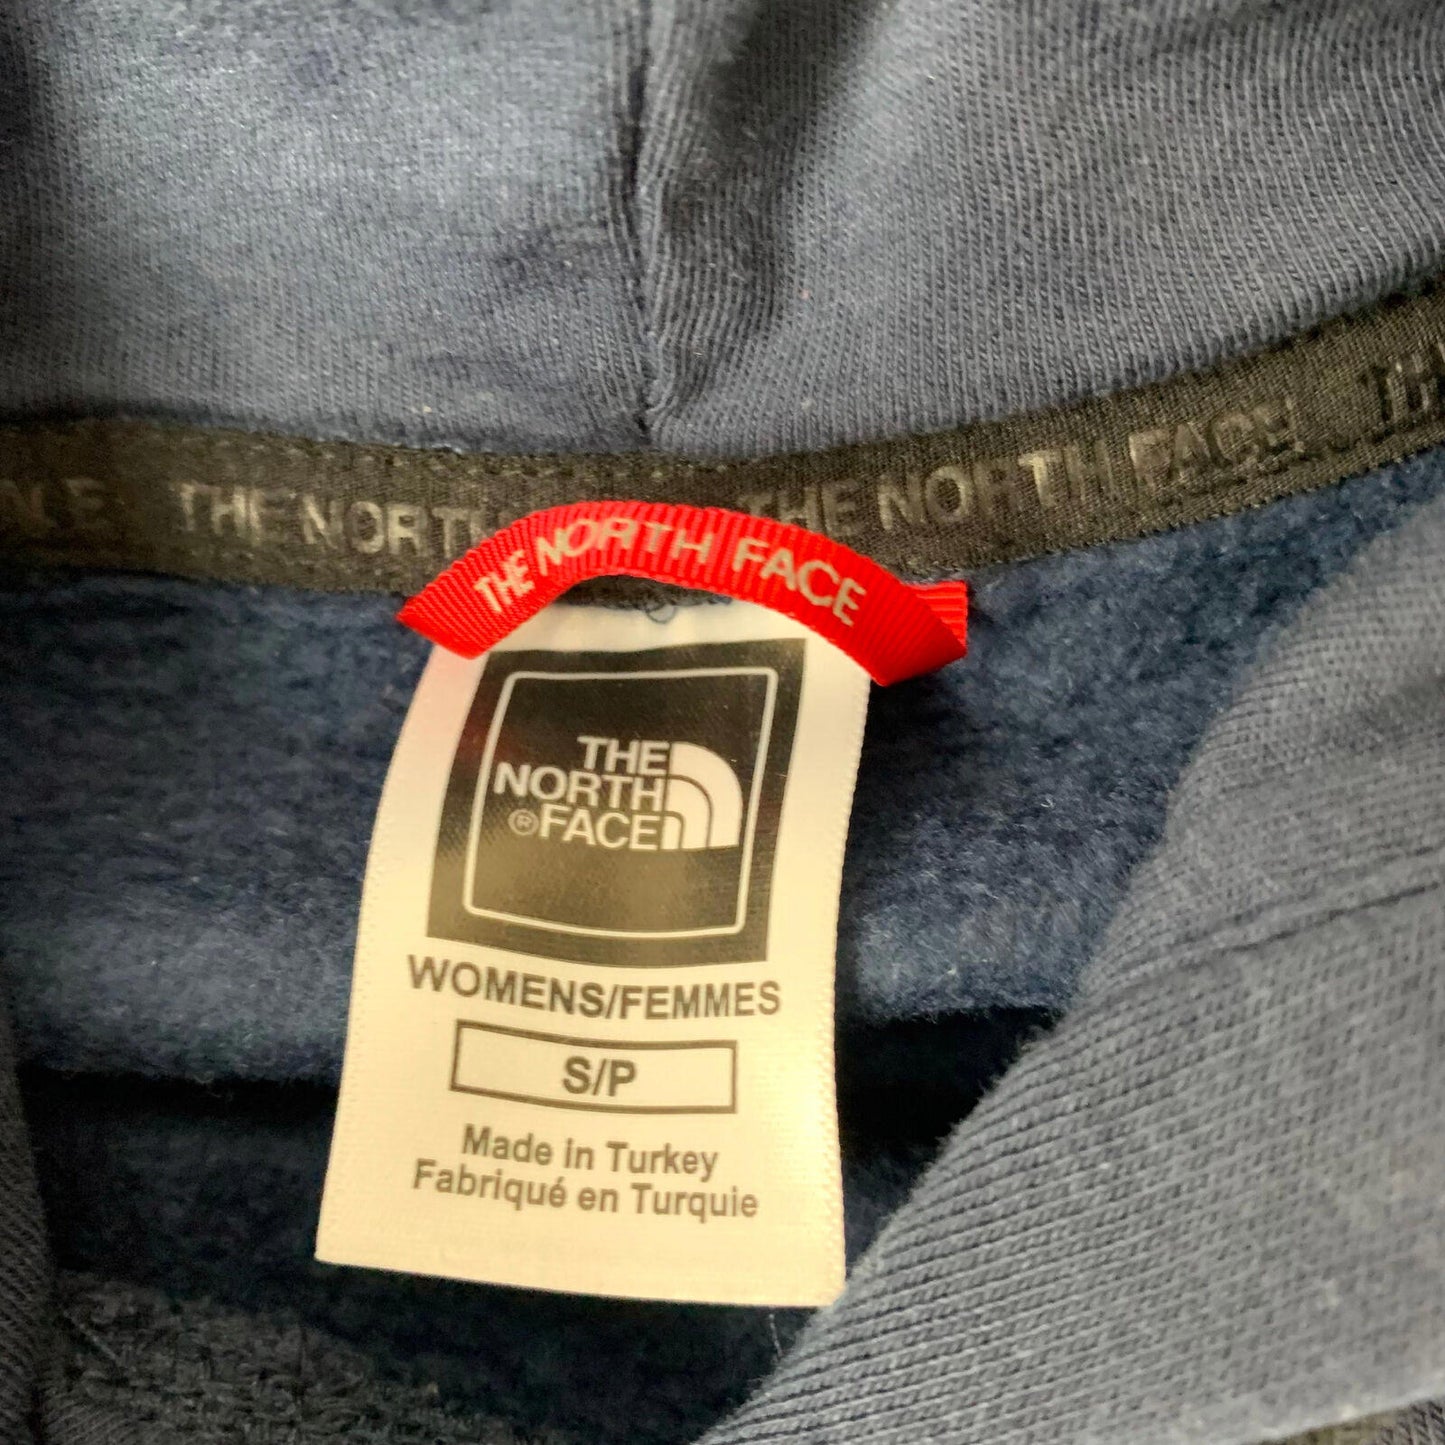 THE NORTH THE NORTH FACE TH
THE NORTH FACE
THE
NORTH
®FACE
WOMENS/FEMMES
S/P
Made in Turkey
Fabriqué en Turquie